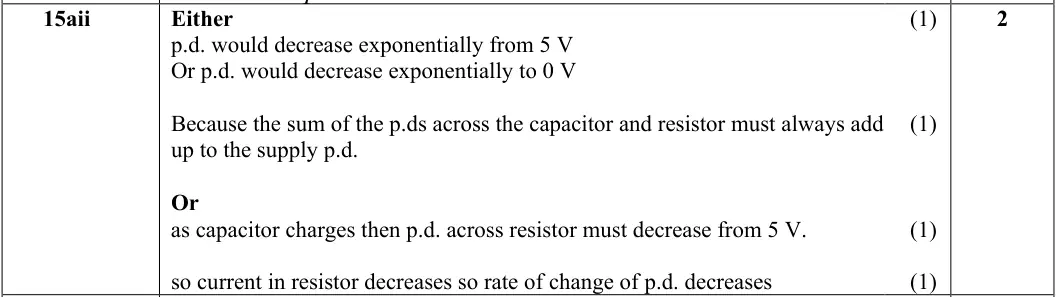 15aii Either (1) 2
p.d. would decrease exponentially from 5 V
Or p.d. would decrease exponentially to 0 V
Because the sum of the p.ds across the capacitor and resistor must always add (1)
up to the supply p.d.
Or
as capacitor charges then p.d. across resistor must decrease from 5 V. (1)
so current in resistor decreases so rate of change of p.d. decreases (1)